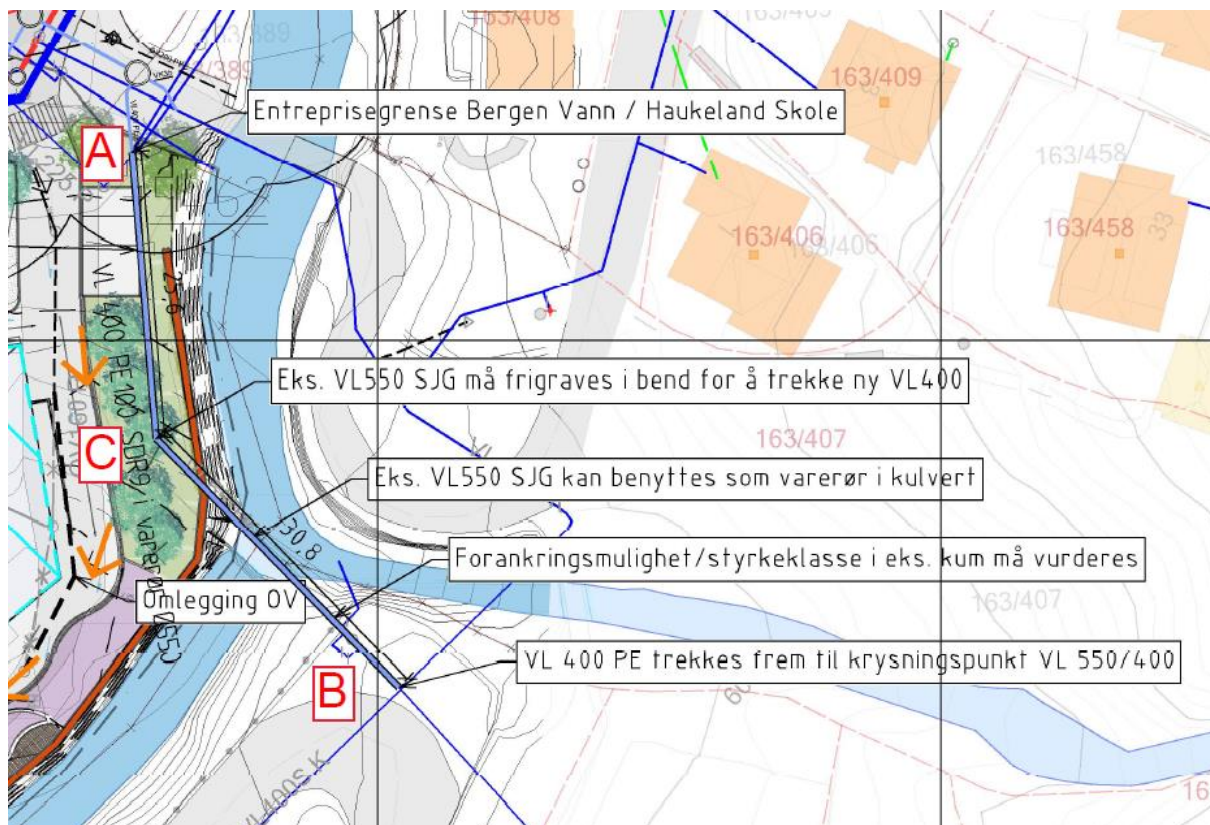 163/408
163/409
Entreprisegrense Bergen Vann / Haukeland Skole
A
163/458
163/458
33
163/406
225
25,6
Eks. VL550 SJG må frigraves i bend for å trekke ny VL400
VL 400 PE100 SDR9 i varerør
C
163/407
Eks. VL550 SJG kan benyttes som varerør i kulvert
30,8
Forankringsmulighet/styrkeklasse i eks. kum må vurderes
Omlegging OV
163/407
VL 400 PE trekkes frem til krysningspunkt VL 550/400
B
163/
16